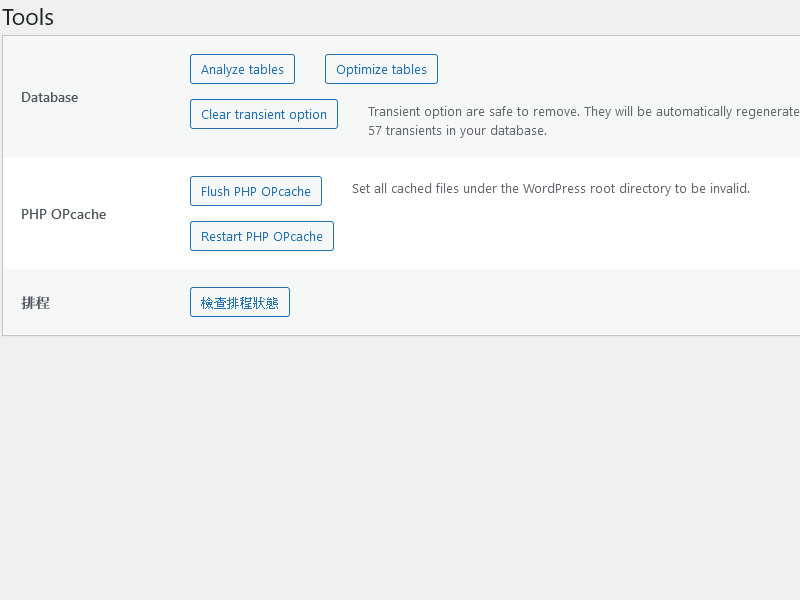 Tools
Database
Analyze tables
Optimize tables
Clear transient option
Transient option are safe to remove. They will be automatically regenerate
57 transients in your database.
PHP OPcache
Flush PHP OPcache
Set all cached files under the WordPress root directory to be invalid.
Restart PHP OPcache
排程
檢查排程狀態